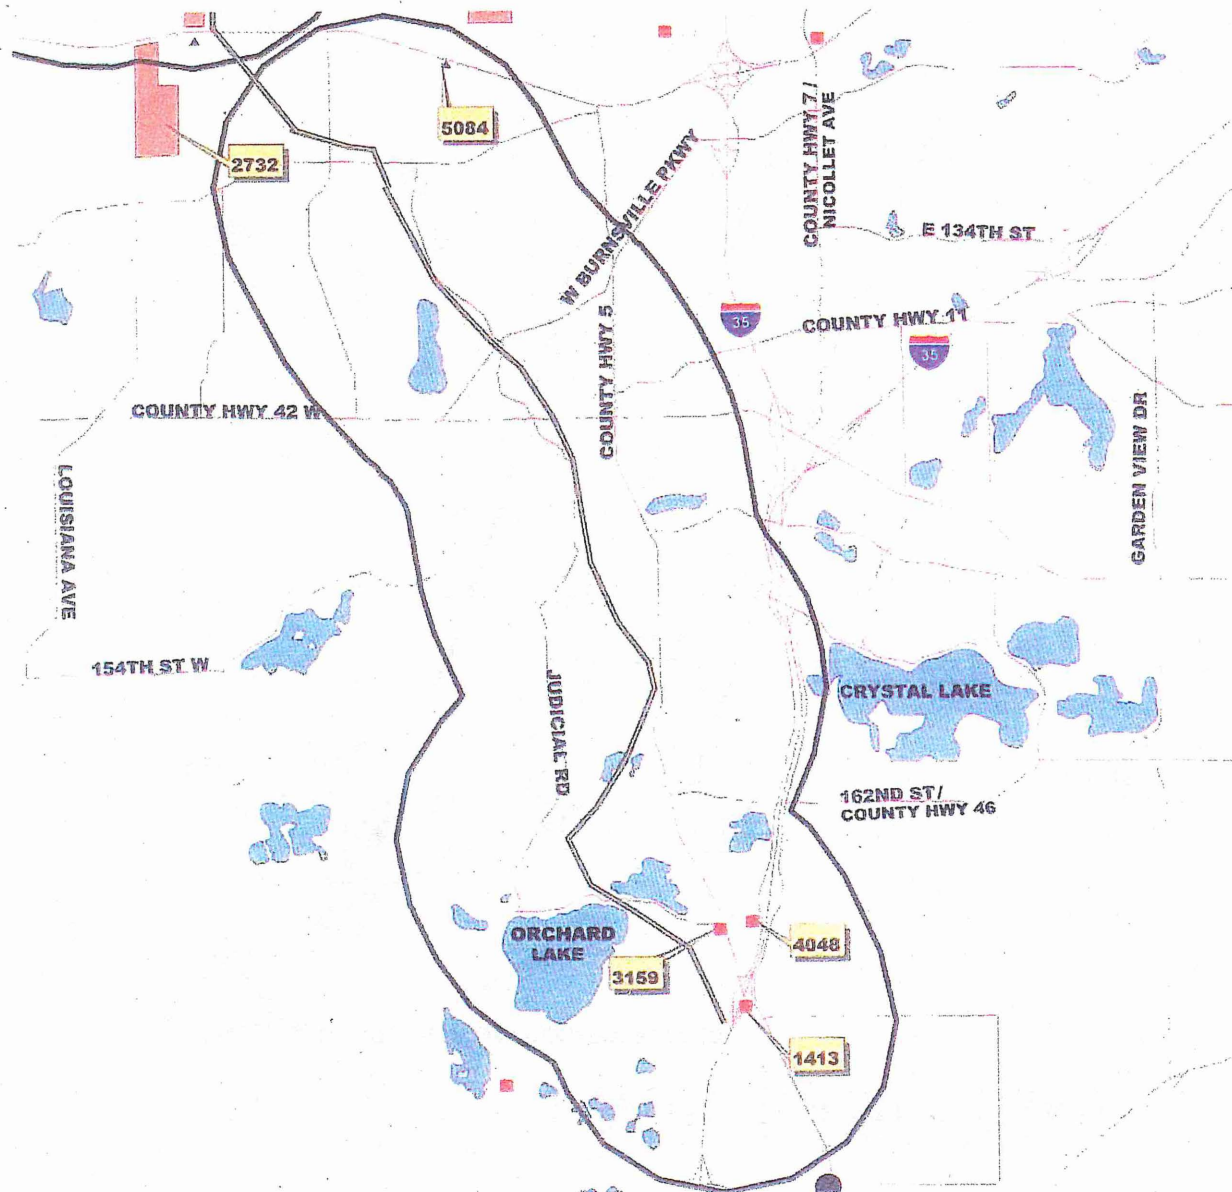 5084
2732
W BURNSVILLE PKWY
COUNTY HWY 7 /
NICOLLET AVE
E 134TH ST
35
COUNTY HWY 11
35
COUNTY HWY 5
COUNTY HWY 42 W
GARDEN VIEW DR
LOUISIANA AVE
154TH ST W
JUDICIAL RD
CRYSTAL LAKE
162ND ST /
COUNTY HWY 46
ORCHARD
LAKE
4048
3159
1413